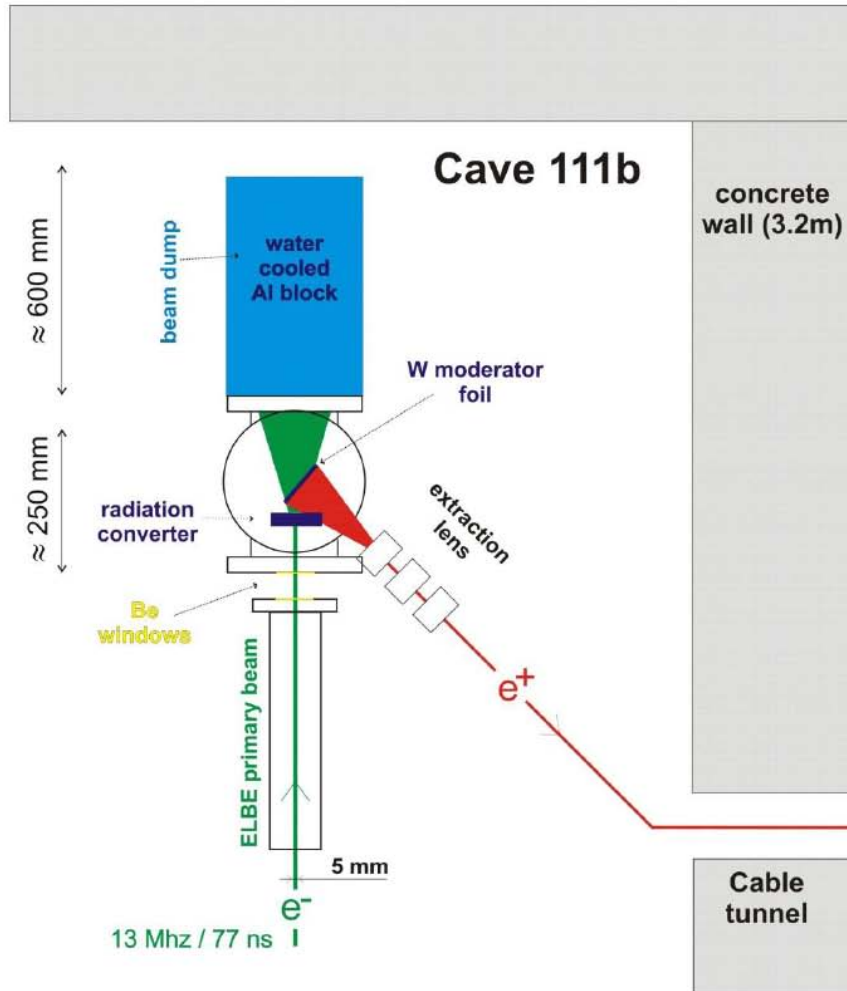 Cave 111b
concrete
wall (3.2m)
≈ 600 mm
beam dump
water
cooled
Al block
W moderator
foil
≈ 250 mm
radiation
converter
extraction
lens
Be
windows
ELBE primary beam
e+
5 mm
e-
13 Mhz / 77 ns
Cable
tunnel